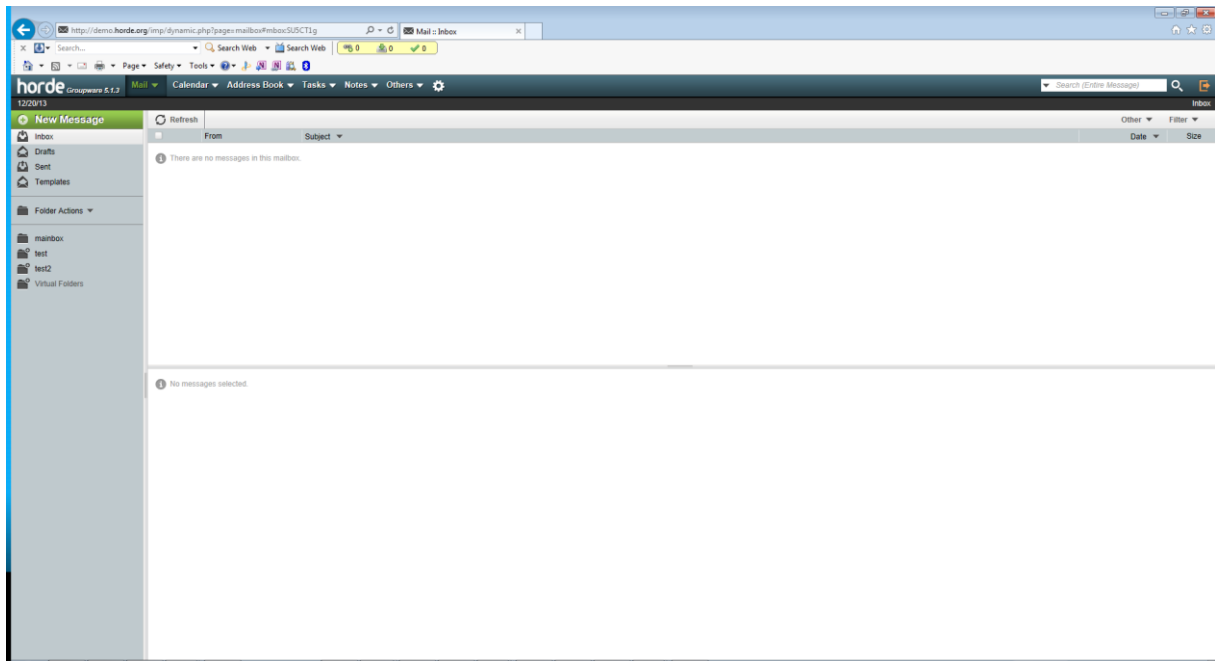 http://demo.horde.org/imp/dynamic.php?page=mailbox#mbox:SU5CT1g
Mail :: Inbox
Search...
Search Web
Search Web
0 0 0
Page Safety Tools
horde Groupware 5.1.3 Mail Calendar Address Book Tasks Notes Others
Search (Entire Message)
12/20/13 Inbox
New Message Refresh Other Filter
Inbox
From Subject Date Size
Drafts
Sent
Templates
There are no messages in this mailbox.
Folder Actions
mainbox
test
test2
Virtual Folders
No messages selected.